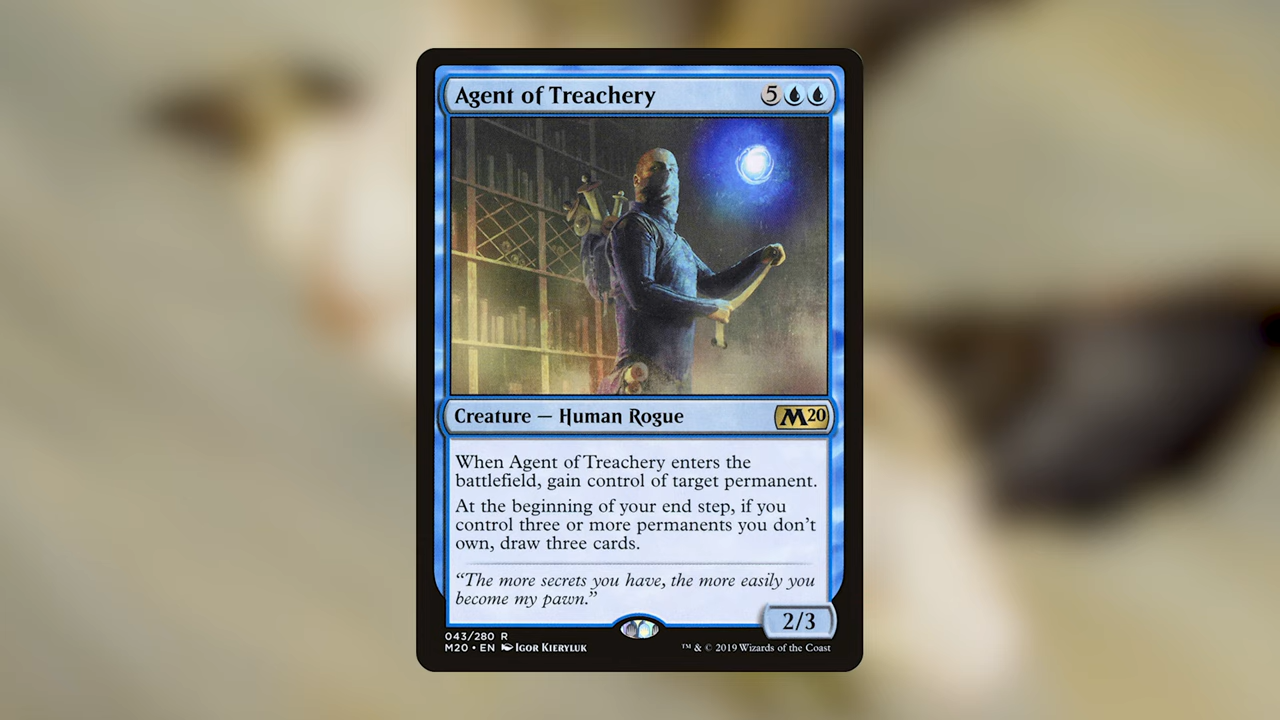 Agent of Treachery 5
Creature — Human Rogue M20
When Agent of Treachery enters the
battlefield, gain control of target permanent.
At the beginning of your end step, if you
control three or more permanents you don't
own, draw three cards.
"The more secrets you have, the more easily you
become my pawn."
2/3
043/280 R
M20 • EN Igor Kieryluk
™ & © 2019 Wizards of the Coast